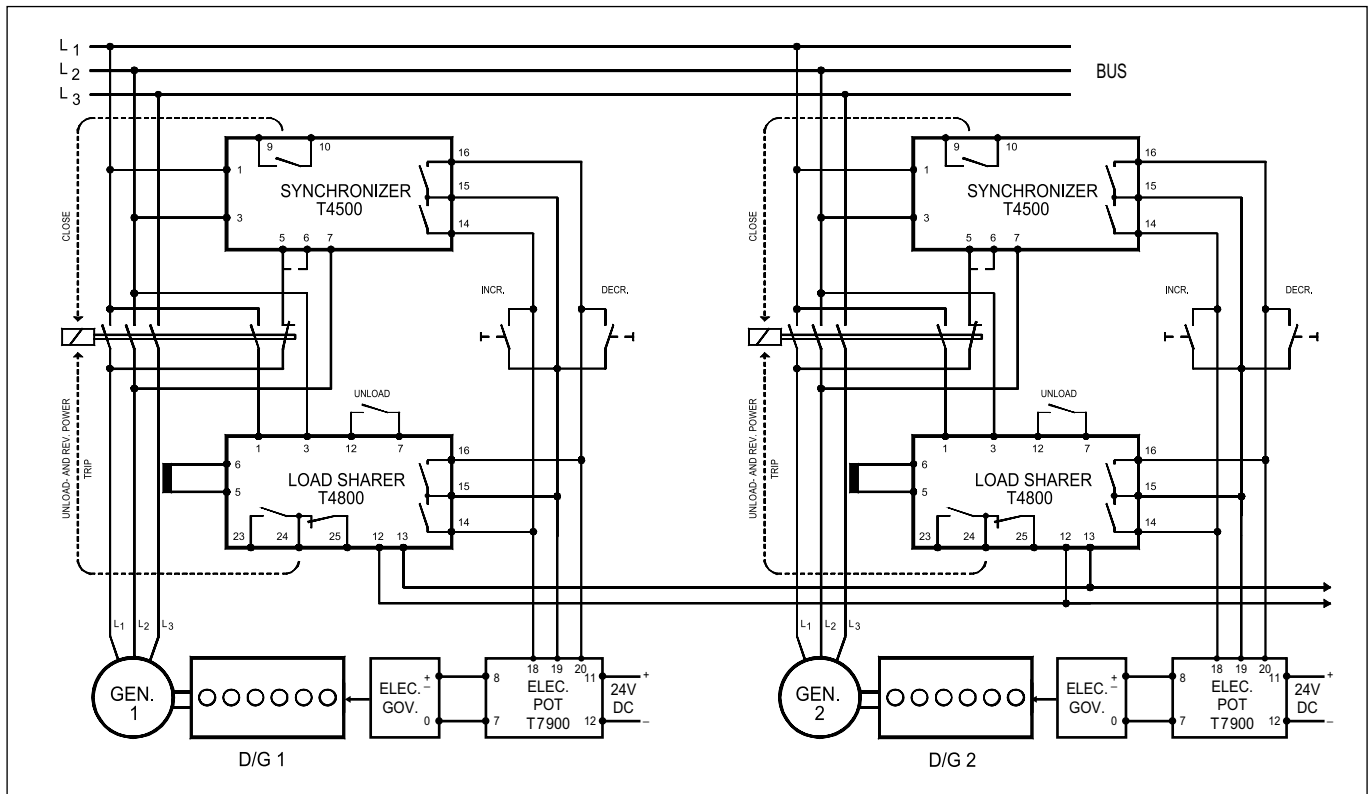 L 1
L 2
L 3
BUS
9 10
1
3
SYNCHRONIZER
T4500
16
15
14
5 6 7
CLOSE
INCR.
DECR.
UNLOAD- AND REV. POWER
TRIP
UNLOAD
1 3 12 7
6
5
LOAD SHARER
T4800
16
15
14
23 24 25 12 13
L1 L2 L3
GEN.
1
D/G 1
ELEC.
GOV.
+
–
0
8
7
18 19 20
ELEC.
POT
T7900
11
12
24V
DC
+
–
9 10
1
3
SYNCHRONIZER
T4500
16
15
14
5 6 7
CLOSE
INCR.
DECR.
UNLOAD- AND REV. POWER
TRIP
UNLOAD
1 3 12 7
6
5
LOAD SHARER
T4800
16
15
14
23 24 25 12 13
L1 L2 L3
GEN.
2
D/G 2
ELEC.
GOV.
+
–
0
8
7
18 19 20
ELEC.
POT
T7900
11
12
24V
DC
+
–